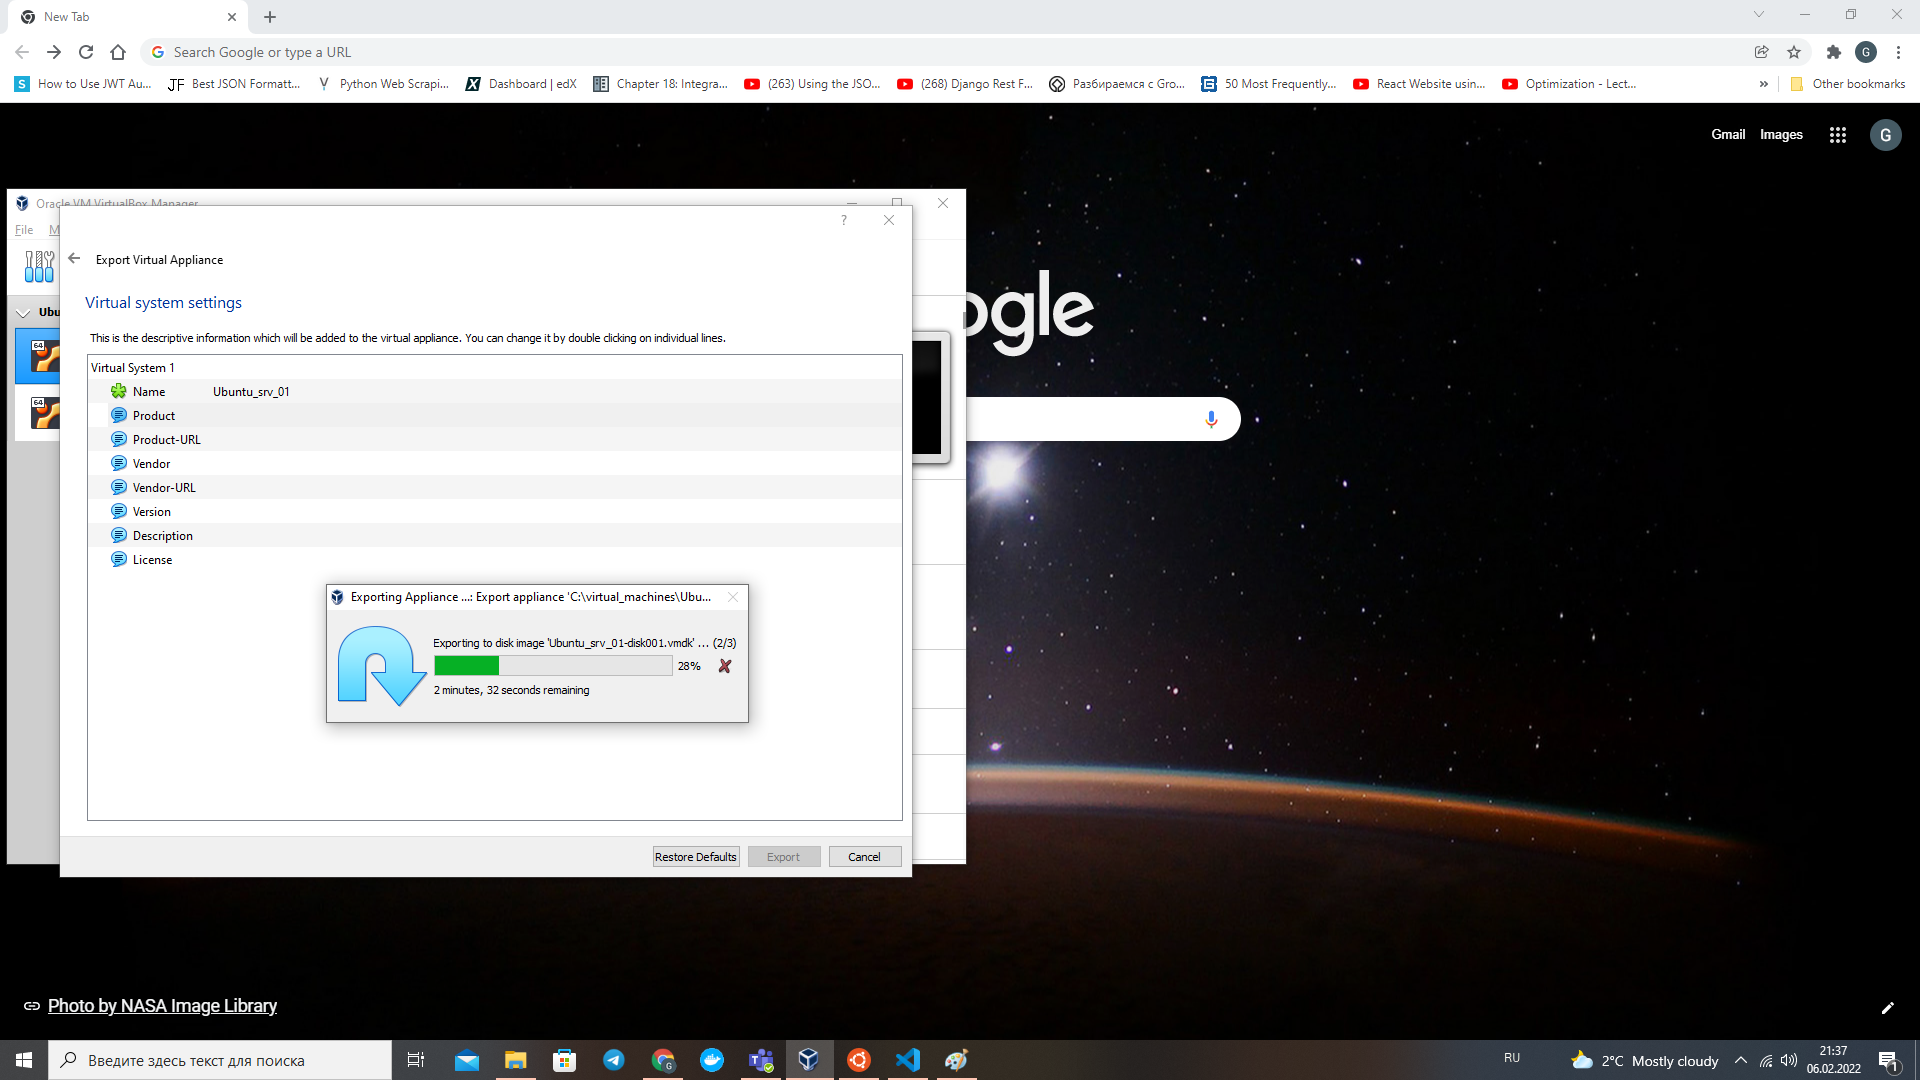 New Tab
Search Google or type a URL
How to Use JWT Au...
Best JSON Formatt...
Python Web Scrapi...
Dashboard | edX
Chapter 18: Integra...
(263) Using the JSO...
(268) Django Rest F...
Разбираемся с Gro...
50 Most Frequently...
React Website usin...
Optimization - Lect...
»
Other bookmarks
Gmail
Images
G
Oracle VM VirtualBox Manager
File
M
Export Virtual Appliance
Ubu
64
64
ogle
Virtual system settings
This is the descriptive information which will be added to the virtual appliance. You can change it by double clicking on individual lines.
Virtual System 1
Name Ubuntu_srv_01
Product
Product-URL
Vendor
Vendor-URL
Version
Description
License
Exporting Appliance ...: Export appliance 'C:\virtual_machines\Ubu...
Exporting to disk image 'Ubuntu_srv_01-disk001.vmdk' ... (2/3)
28%
2 minutes, 32 seconds remaining
Restore Defaults
Export
Cancel
Photo by NASA Image Library
Введите здесь текст для поиска
RU
2°C Mostly cloudy
21:37
06.02.2022
1